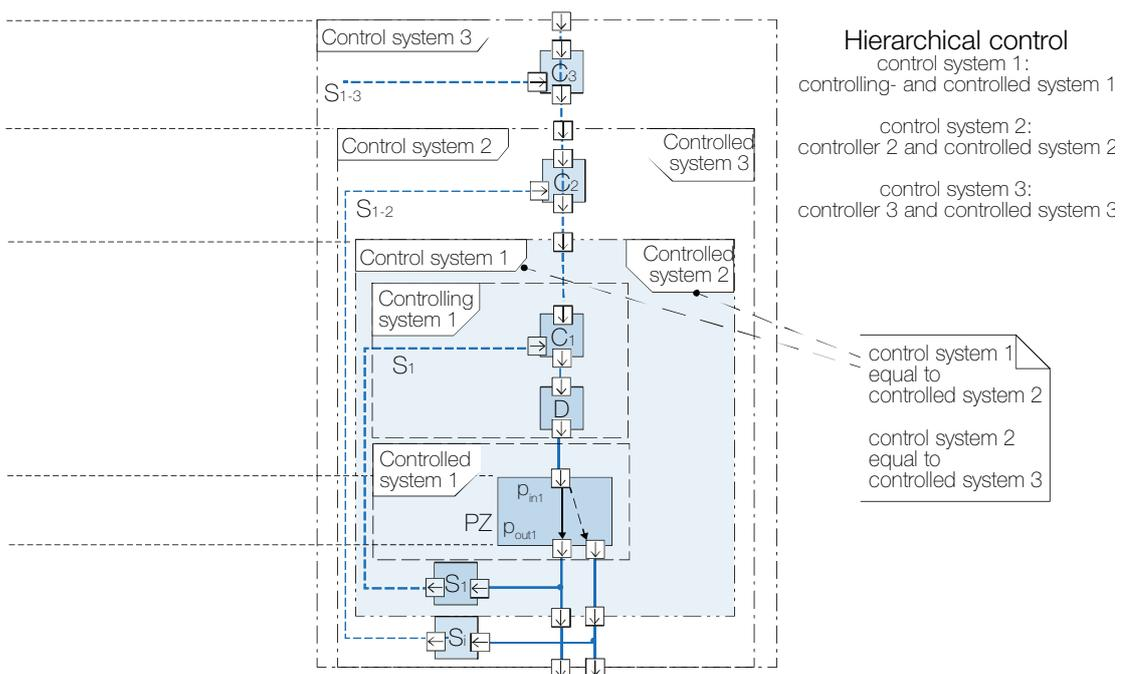 Control system 3
C3
S1-3
Control system 2
Controlled
system 3
C2
S1-2
Control system 1
Controlled
system 2
Controlling
system 1
C1
S1
D
Controlled
system 1
pin1
PZ
pout1
S1
Si
Hierarchical control
control system 1:
controlling- and controlled system 1
control system 2:
controller 2 and controlled system 2
control system 3:
controller 3 and controlled system 3
control system 1
equal to
controlled system 2
control system 2
equal to
controlled system 3